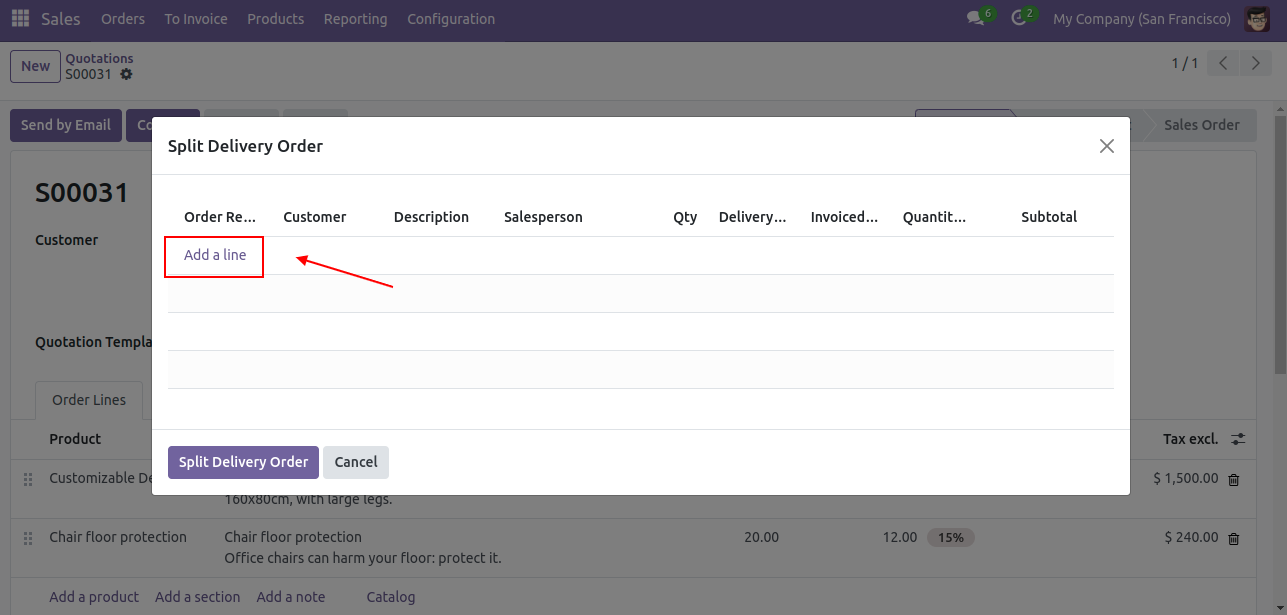 Sales Orders To Invoice Products Reporting Configuration 6 2 My Company (San Francisco)
New Quotations
S00031
1 / 1
Send by Email Co Sales Order
Split Delivery Order
S00031
Order Re... Customer Description Salesperson Qty Delivery... Invoiced... Quantit... Subtotal
Customer
Add a line
Quotation Templa
Order Lines
Product Tax excl.
Split Delivery Order Cancel
Customizable De $ 1,500.00
160x80cm, with large legs.
Chair floor protection Chair floor protection 20.00 12.00 15% $ 240.00
Office chairs can harm your floor: protect it.
Add a product Add a section Add a note Catalog